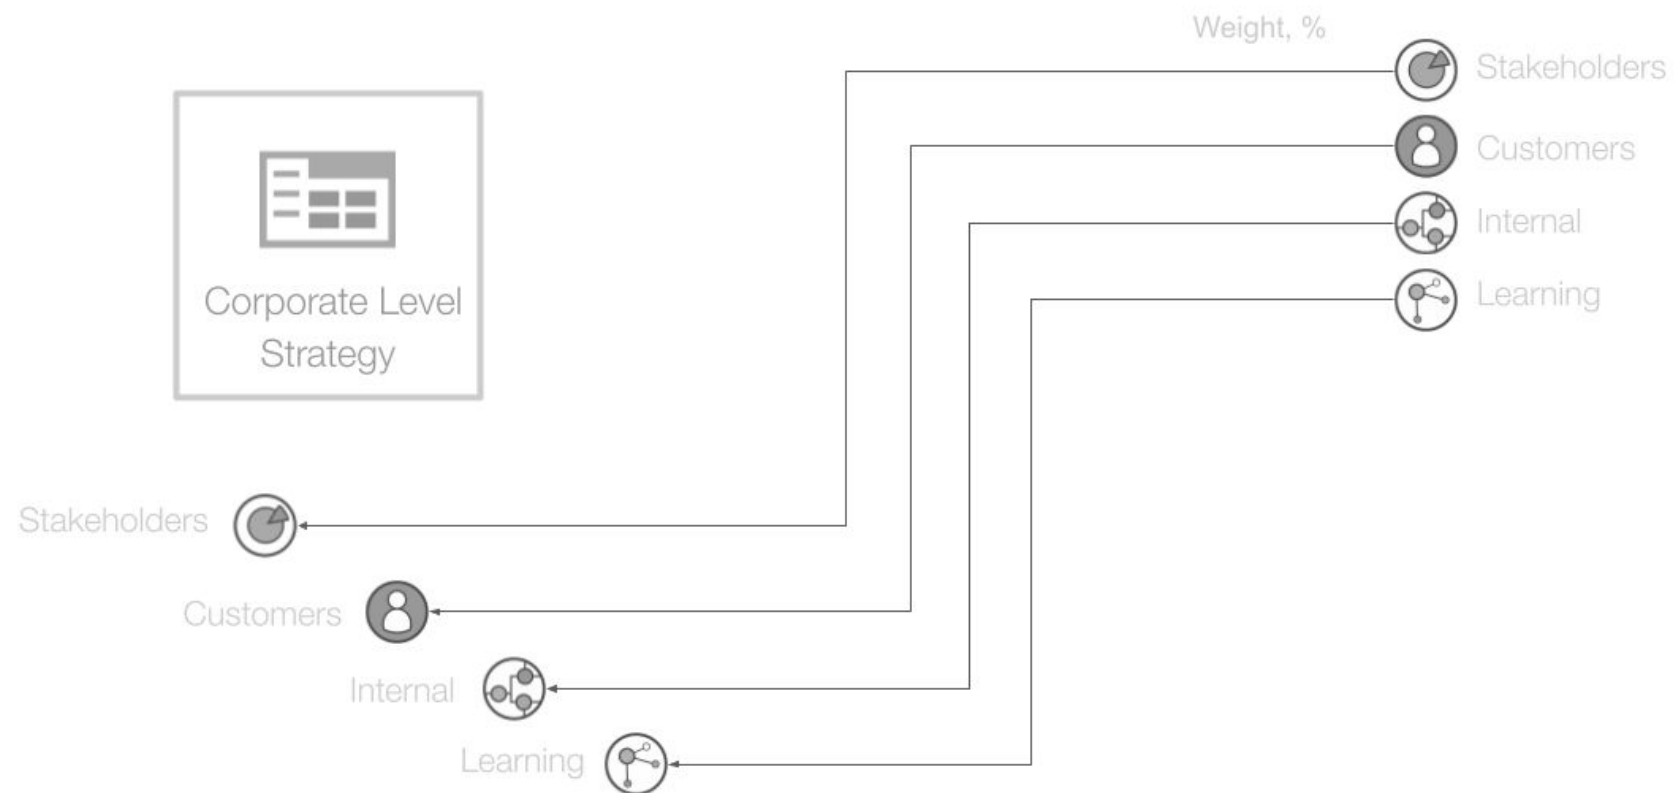 Weight, %
Stakeholders
Customers
Internal
Learning
Corporate Level
Strategy
Stakeholders
Customers
Internal
Learning